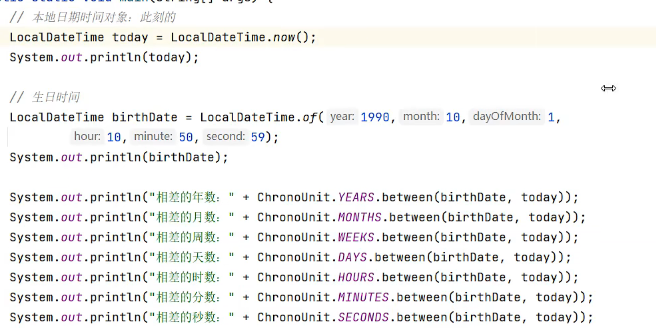 // 本地日期时间对象：此刻的
LocalDateTime today = LocalDateTime.now();
System.out.println(today);
// 生日时间
LocalDateTime birthDate = LocalDateTime.of( year: 1990, month: 10, dayOfMonth: 1,
hour: 10, minute: 50, second: 59);
System.out.println(birthDate);
System.out.println("相差的年数：" + ChronoUnit.YEARS.between(birthDate, today));
System.out.println("相差的月数：" + ChronoUnit.MONTHS.between(birthDate, today));
System.out.println("相差的周数：" + ChronoUnit.WEEKS.between(birthDate, today));
System.out.println("相差的天数：" + ChronoUnit.DAYS.between(birthDate, today));
System.out.println("相差的时数：" + ChronoUnit.HOURS.between(birthDate, today));
System.out.println("相差的分数：" + ChronoUnit.MINUTES.between(birthDate, today));
System.out.println("相差的秒数：" + ChronoUnit.SECONDS.between(birthDate, today));